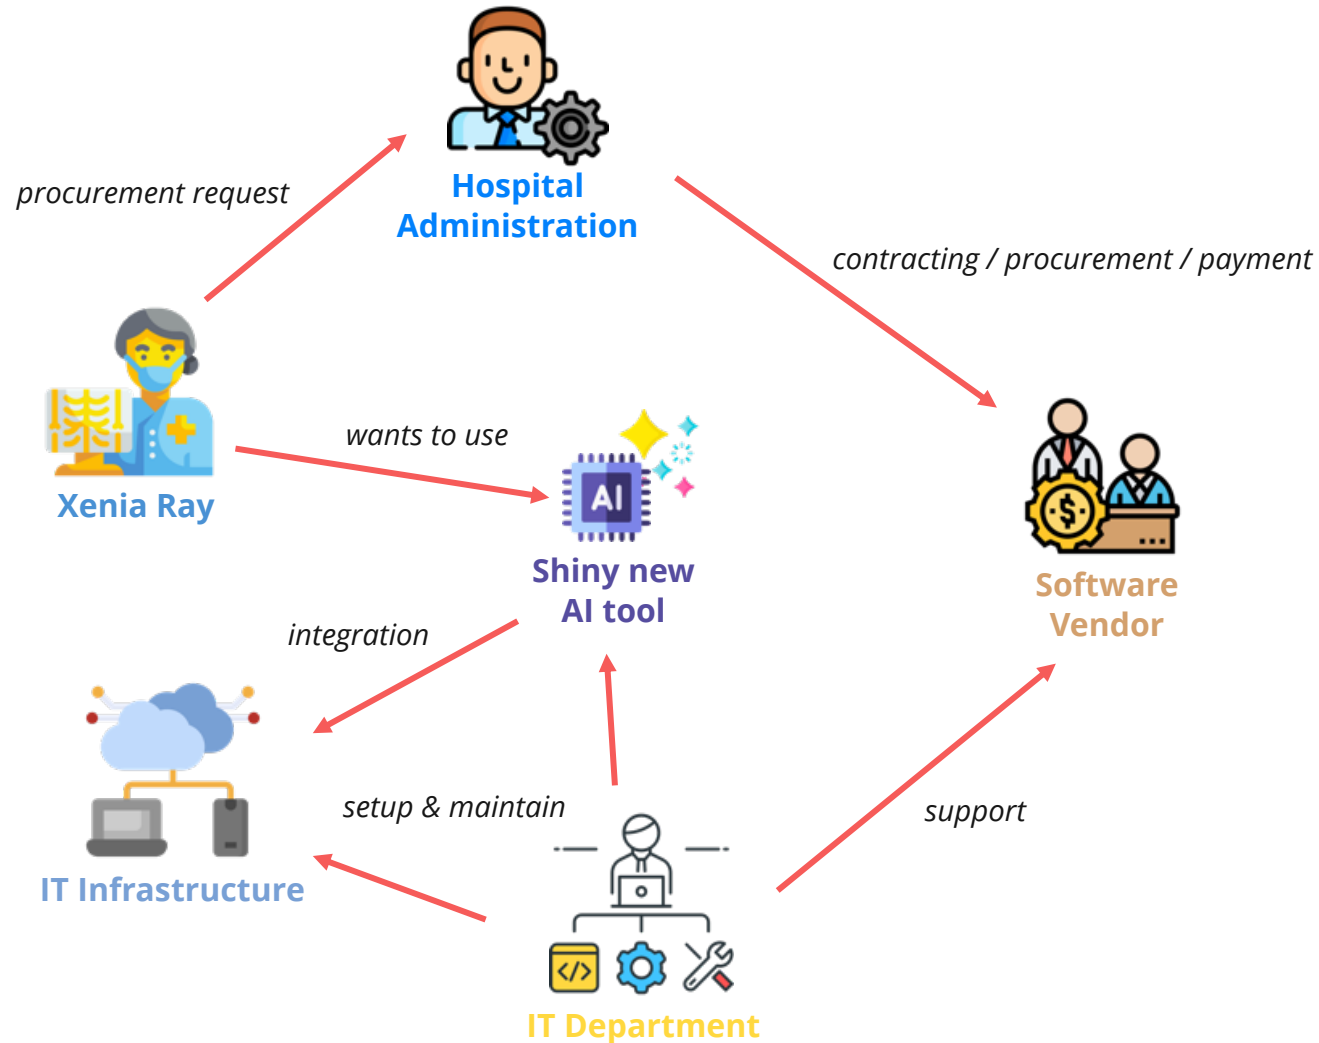 procurement request
Hospital
Administration
contracting / procurement / payment
Xenia Ray
wants to use
AI
Shiny new
AI tool
$
Software
Vendor
integration
IT Infrastructure
setup & maintain
support
</>
IT Department